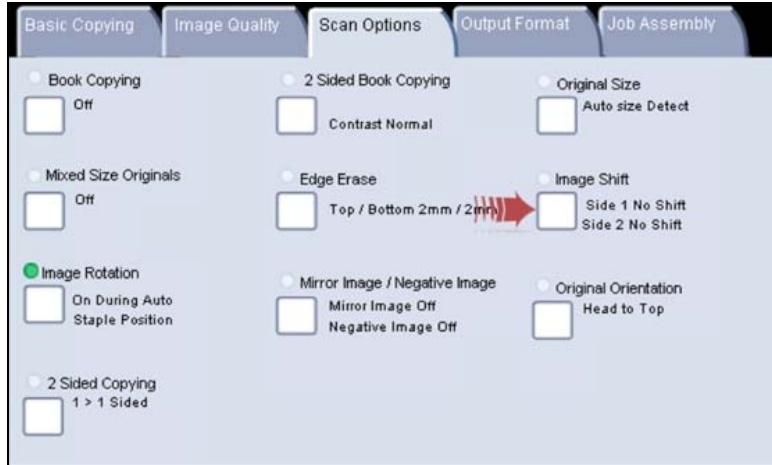 Basic Copying
Image Quality
Scan Options
Output Format
Job Assembly
Book Copying
Off
2 Sided Book Copying
Contrast Normal
Original Size
Auto size Detect
Mixed Size Originals
Off
Edge Erase
Top / Bottom 2mm / 2mm
Image Shift
Side 1 No Shift
Side 2 No Shift
Image Rotation
On During Auto
Staple Position
Mirror Image / Negative Image
Mirror Image Off
Negative Image Off
Original Orientation
Head to Top
2 Sided Copying
1 > 1 Sided